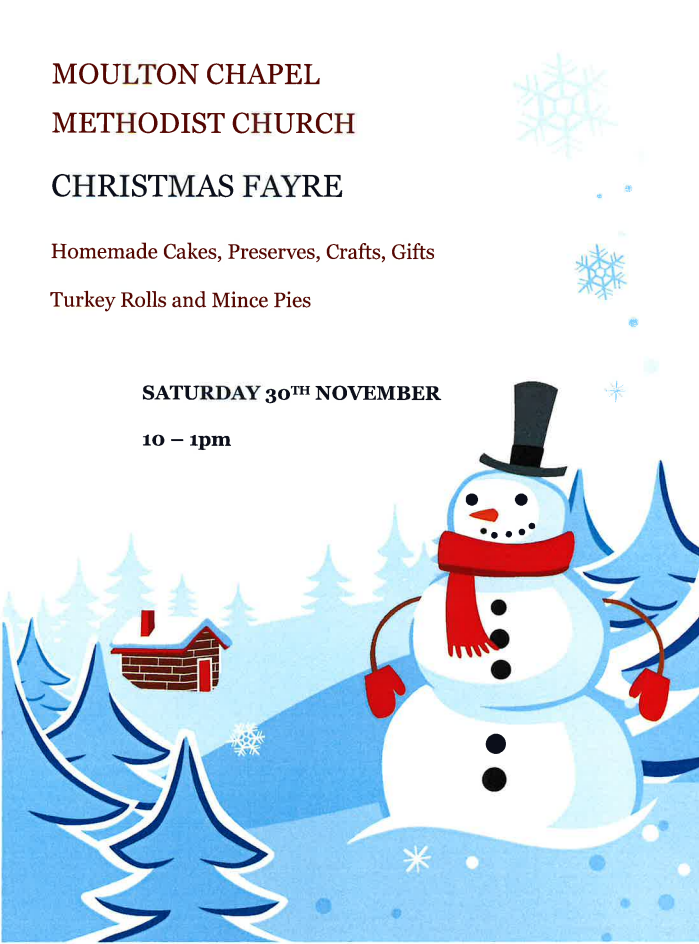 MOULTON CHAPEL
METHODIST CHURCH
CHRISTMAS FAYRE
Homemade Cakes, Preserves, Crafts, Gifts
Turkey Rolls and Mince Pies
SATURDAY 30TH NOVEMBER
10 – 1pm